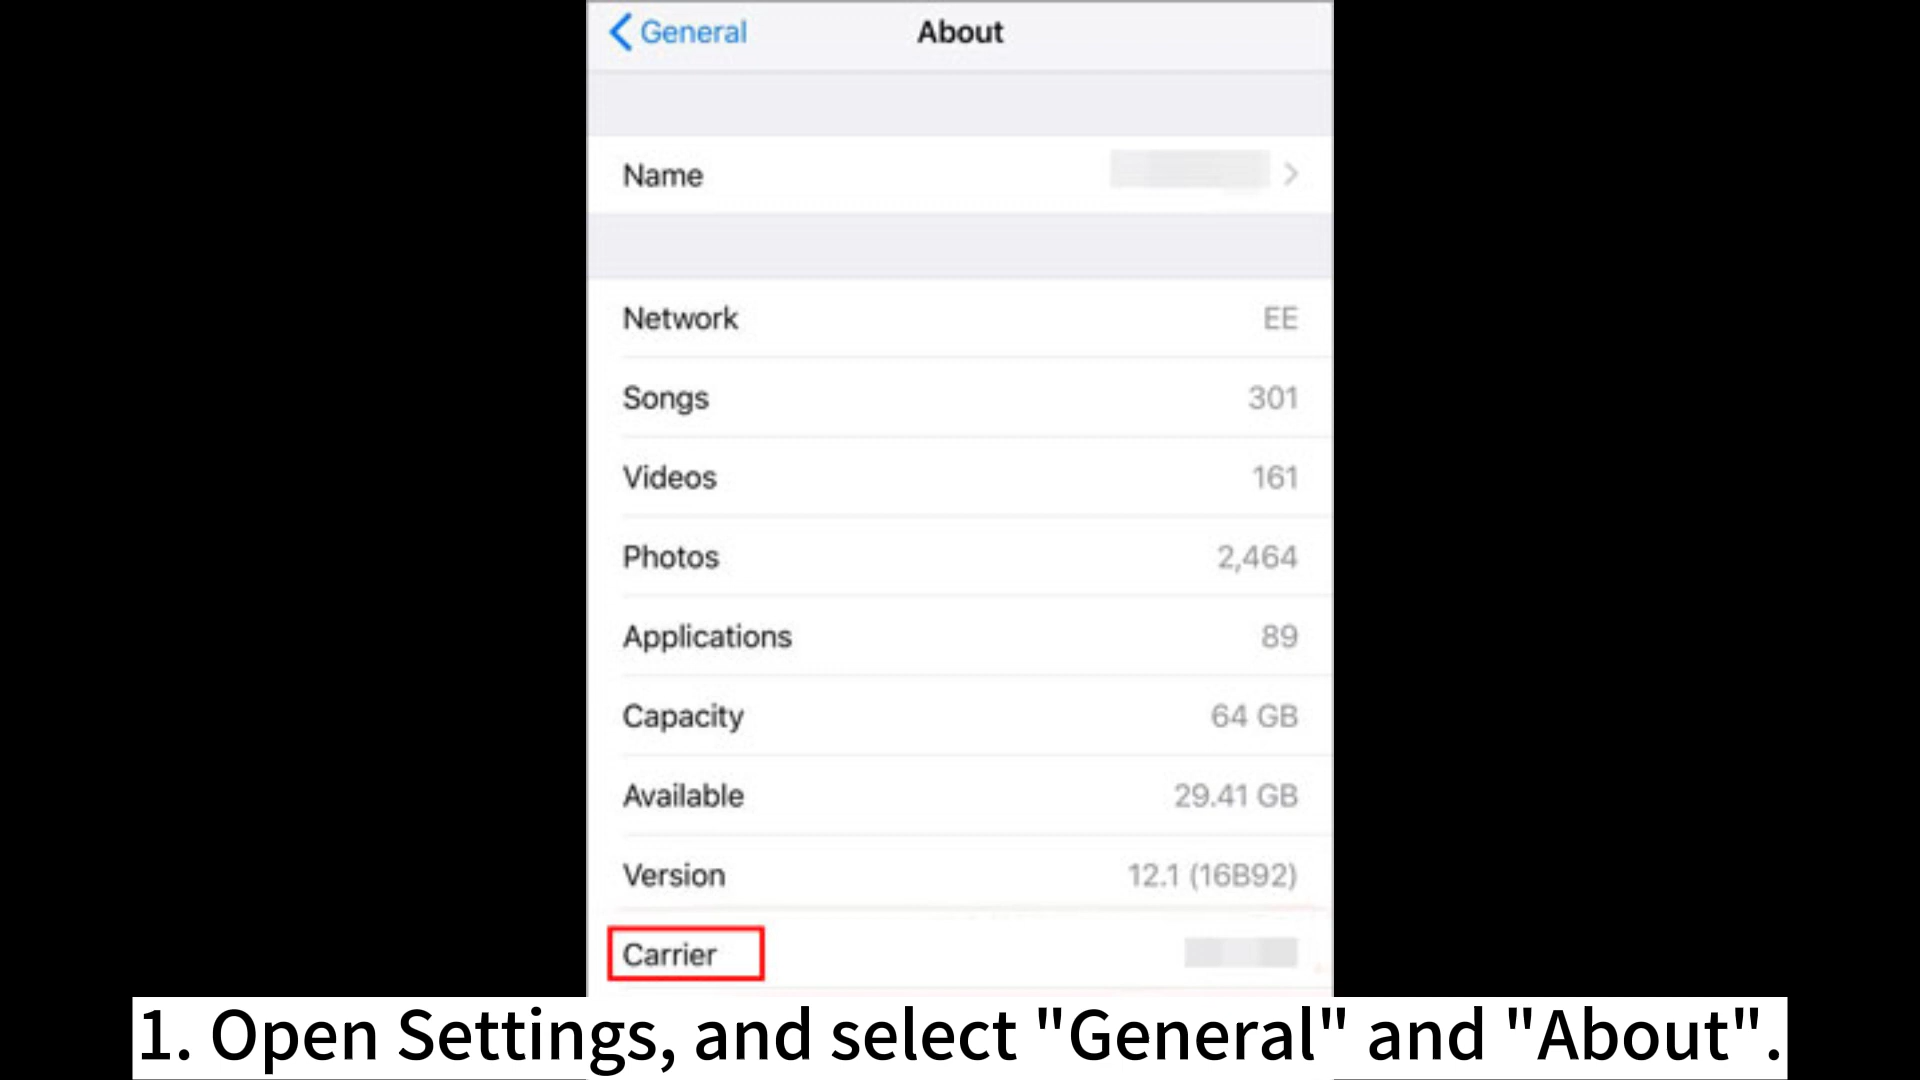 General About
Name
Network EE
Songs 301
Videos 161
Photos 2,464
Applications 89
Capacity 64 GB
Available 29.41 GB
Version 12.1 (16B92)
Carrier
1. Open Settings, and select "General" and "About".